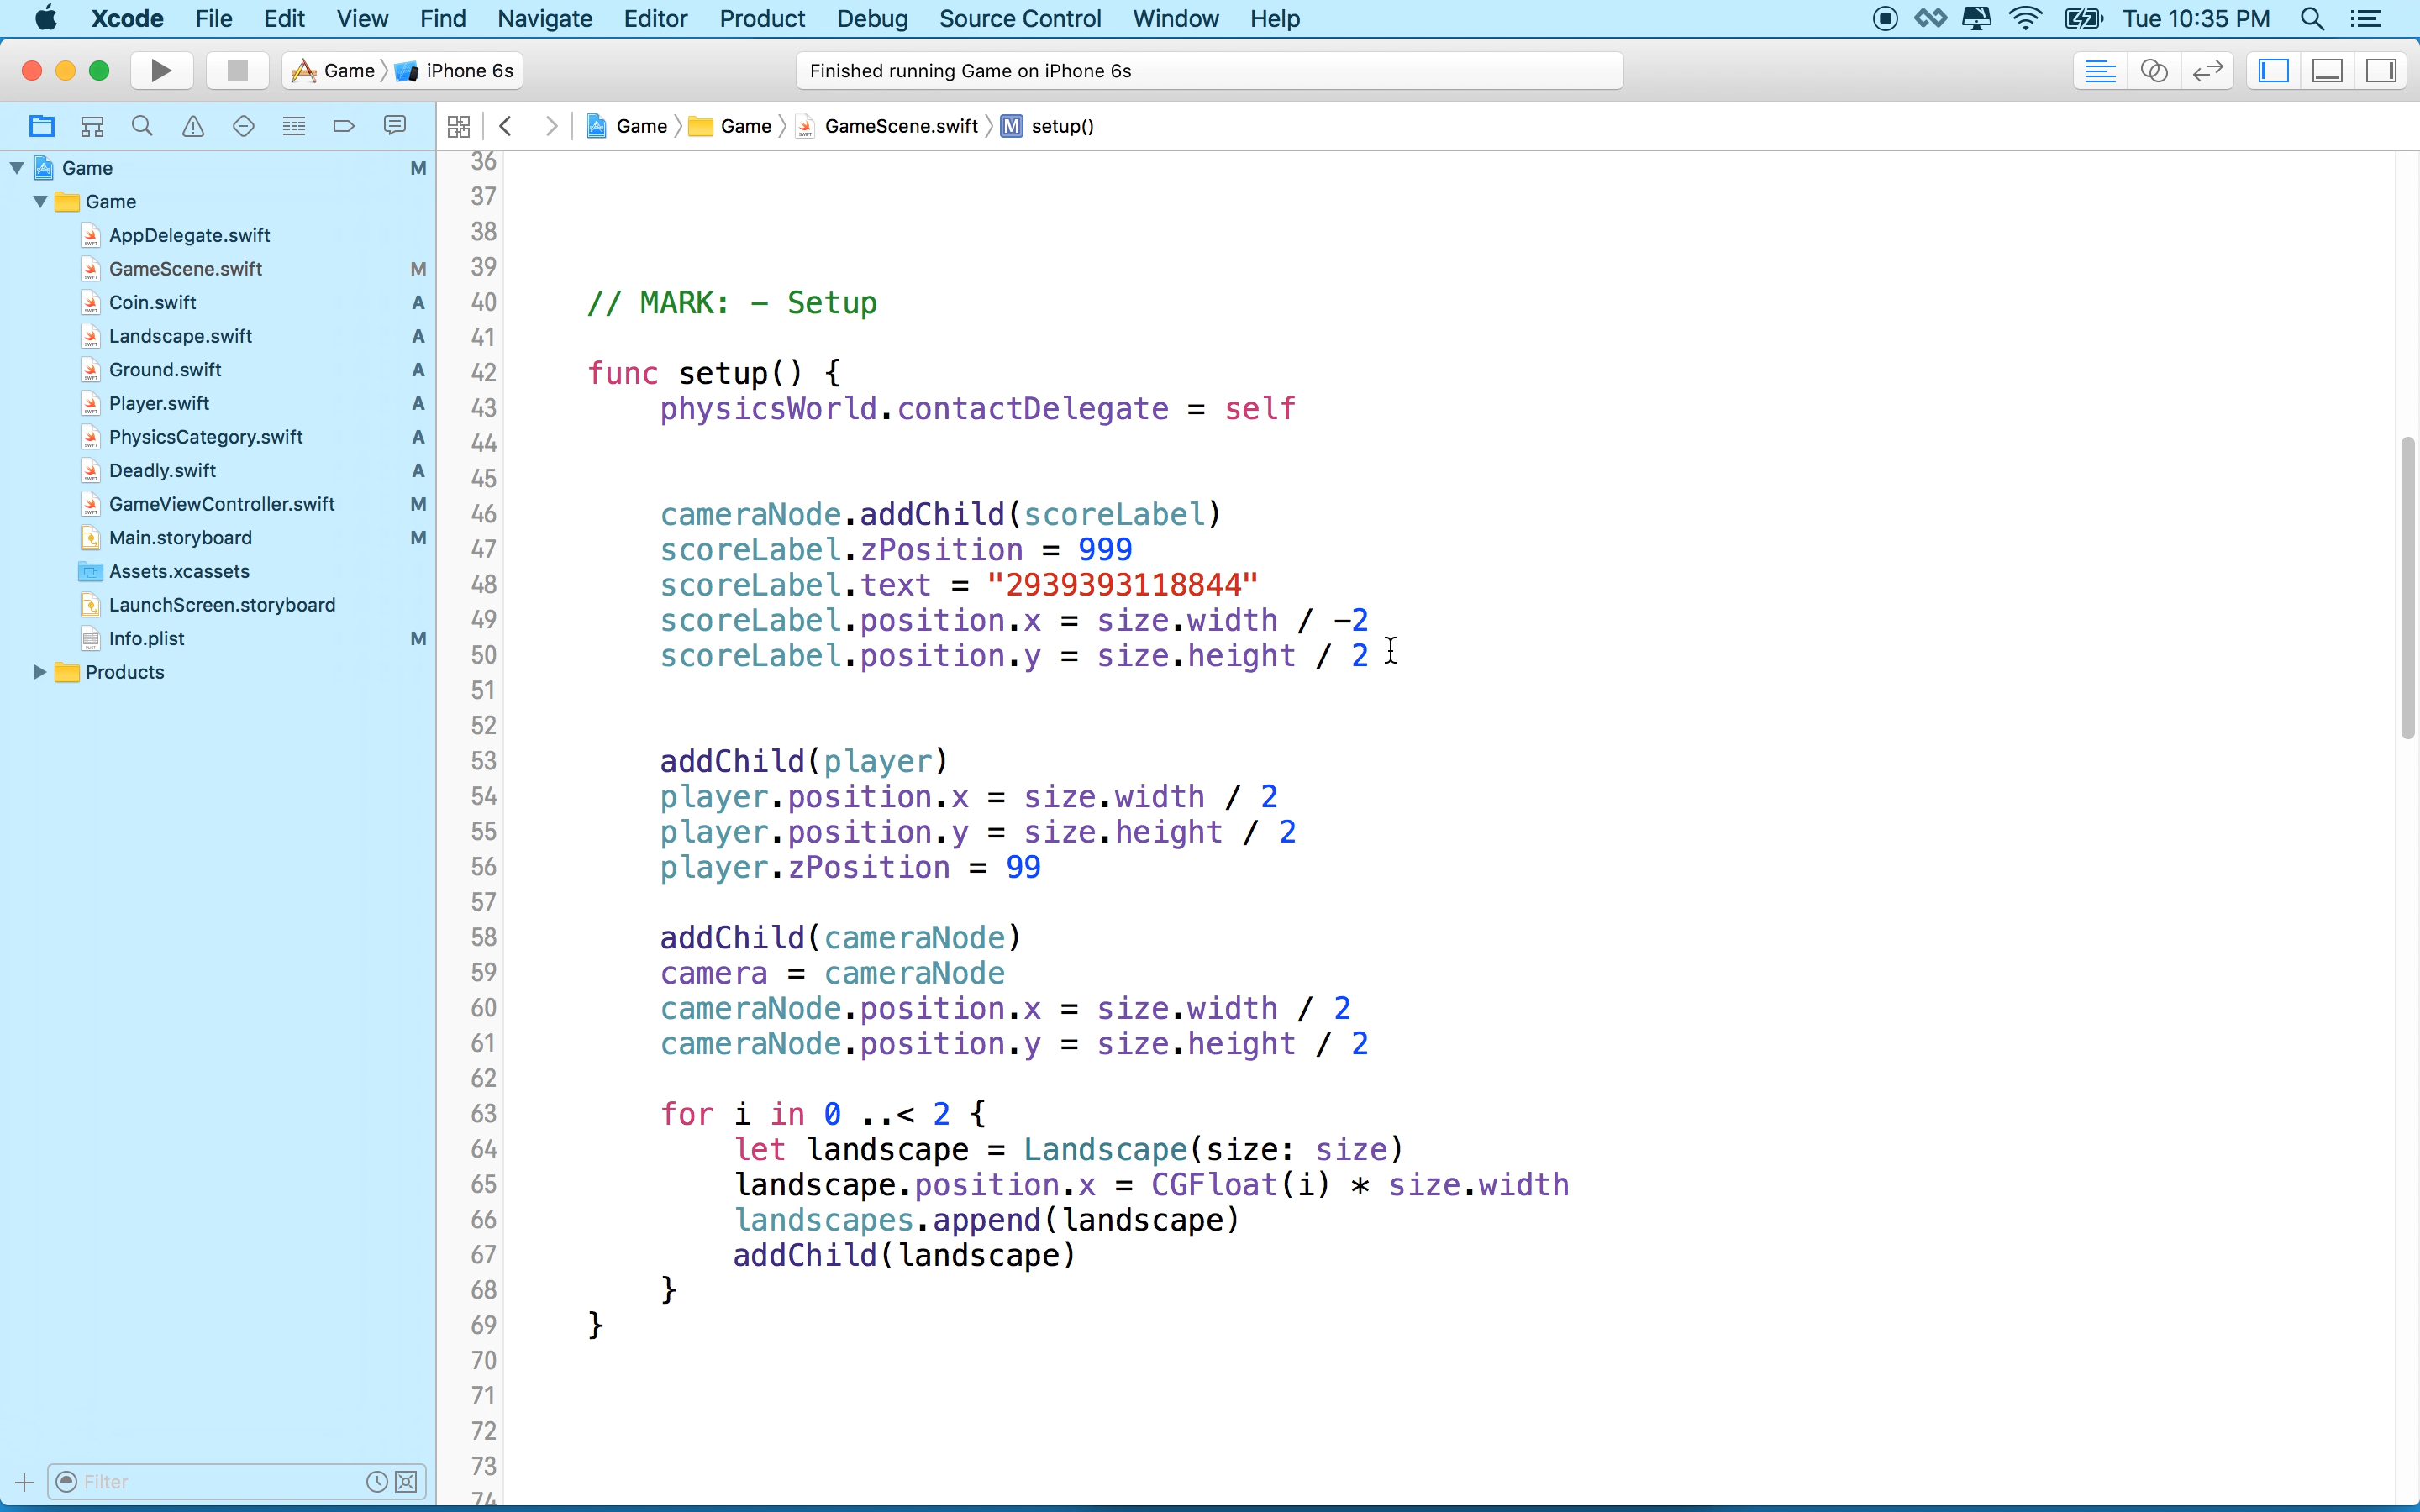 Xcode File Edit View Find Navigate Editor Product Debug Source Control Window Help Tue 10:35 PM
Game iPhone 6s Finished running Game on iPhone 6s
Game Game GameScene.swift M setup()
Game M
Game
AppDelegate.swift
GameScene.swift M
Coin.swift A
Landscape.swift A
Ground.swift A
Player.swift A
PhysicsCategory.swift A
Deadly.swift A
GameViewController.swift M
Main.storyboard M
Assets.xcassets
LaunchScreen.storyboard
Info.plist M
Products
Filter
36
37
38
39
40 // MARK: - Setup
41
42 func setup() {
43 physicsWorld.contactDelegate = self
44
45
46 cameraNode.addChild(scoreLabel)
47 scoreLabel.zPosition = 999
48 scoreLabel.text = "2939393118844"
49 scoreLabel.position.x = size.width / -2
50 scoreLabel.position.y = size.height / 2
51
52
53 addChild(player)
54 player.position.x = size.width / 2
55 player.position.y = size.height / 2
56 player.zPosition = 99
57
58 addChild(cameraNode)
59 camera = cameraNode
60 cameraNode.position.x = size.width / 2
61 cameraNode.position.y = size.height / 2
62
63 for i in 0 ..< 2 {
64 let landscape = Landscape(size: size)
65 landscape.position.x = CGFloat(i) * size.width
66 landscapes.append(landscape)
67 addChild(landscape)
68 }
69 }
70
71
72
73
74